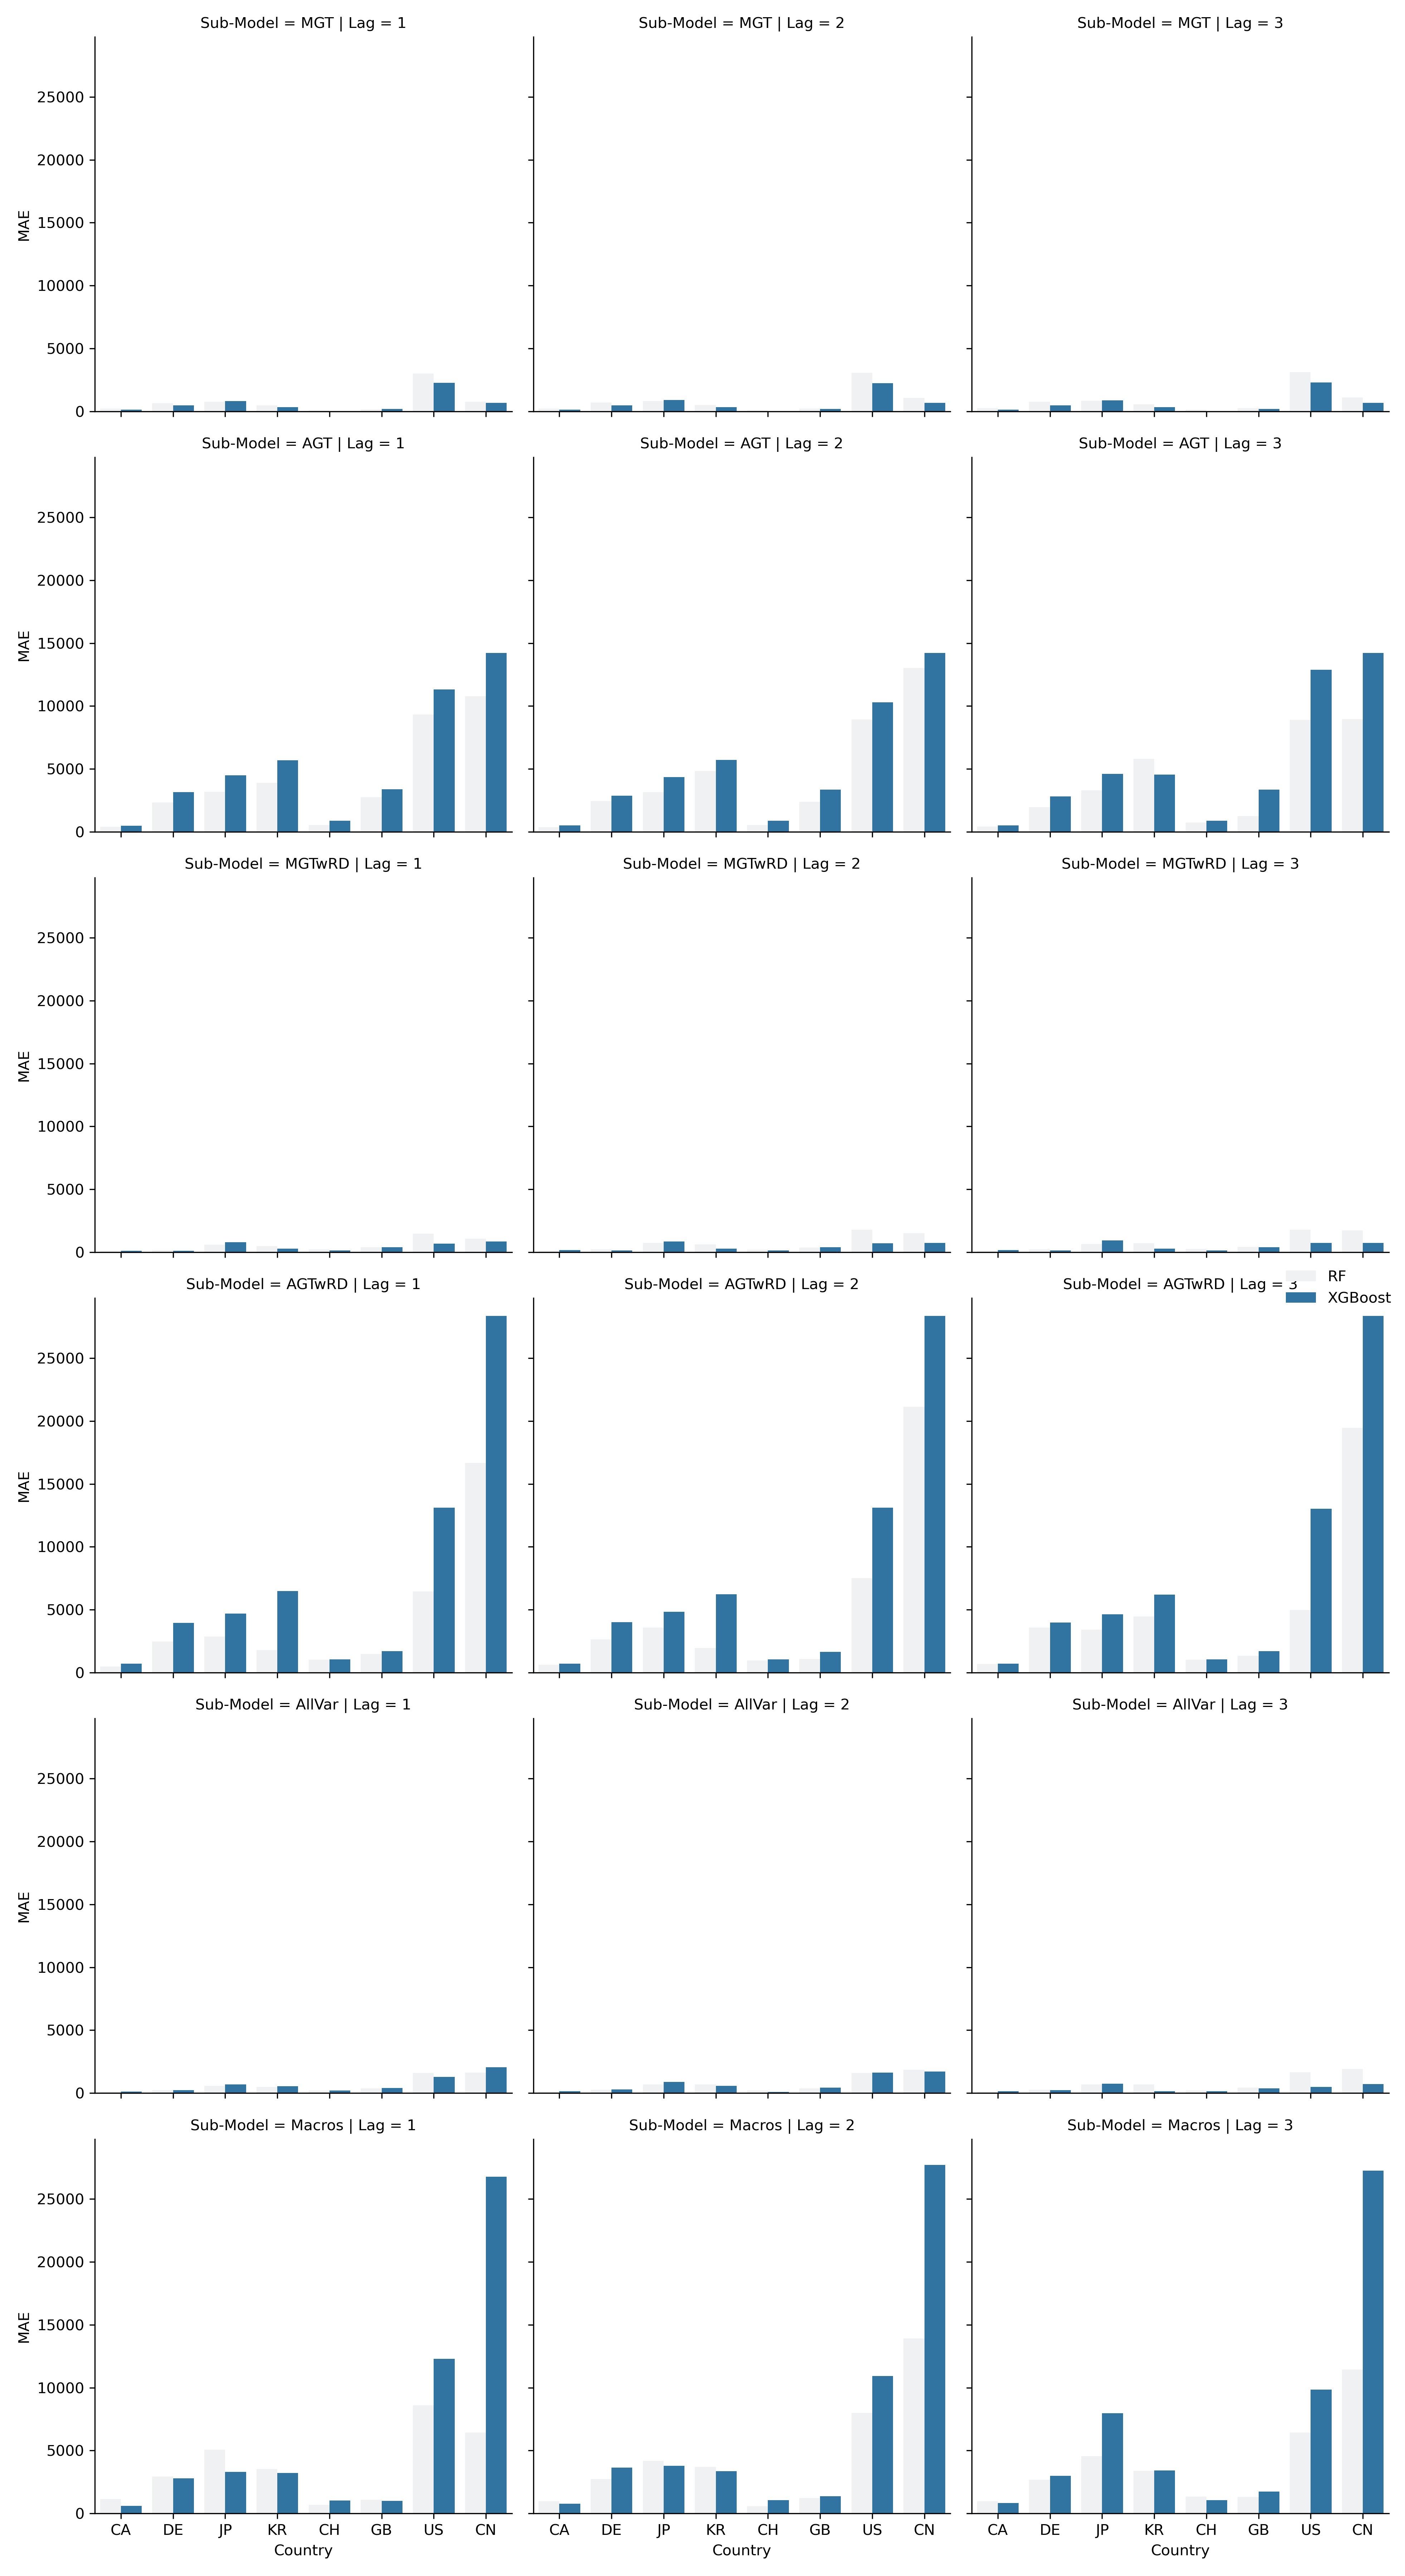 Sub-Model = MGT | Lag = 1
Sub-Model = MGT | Lag = 2
Sub-Model = MGT | Lag = 3
MAE
25000
20000
15000
10000
5000
0
Sub-Model = AGT | Lag = 1
Sub-Model = AGT | Lag = 2
Sub-Model = AGT | Lag = 3
MAE
25000
20000
15000
10000
5000
0
Sub-Model = MGTwRD | Lag = 1
Sub-Model = MGTwRD | Lag = 2
Sub-Model = MGTwRD | Lag = 3
MAE
25000
20000
15000
10000
5000
0
Sub-Model = AGTwRD | Lag = 1
Sub-Model = AGTwRD | Lag = 2
Sub-Model = AGTwRD | Lag = 3
RF
XGBoost
MAE
25000
20000
15000
10000
5000
0
Sub-Model = AllVar | Lag = 1
Sub-Model = AllVar | Lag = 2
Sub-Model = AllVar | Lag = 3
MAE
25000
20000
15000
10000
5000
0
Sub-Model = Macros | Lag = 1
Sub-Model = Macros | Lag = 2
Sub-Model = Macros | Lag = 3
MAE
25000
20000
15000
10000
5000
0
CA DE JP KR CH GB US CN
Country
CA DE JP KR CH GB US CN
Country
CA DE JP KR CH GB US CN
Country